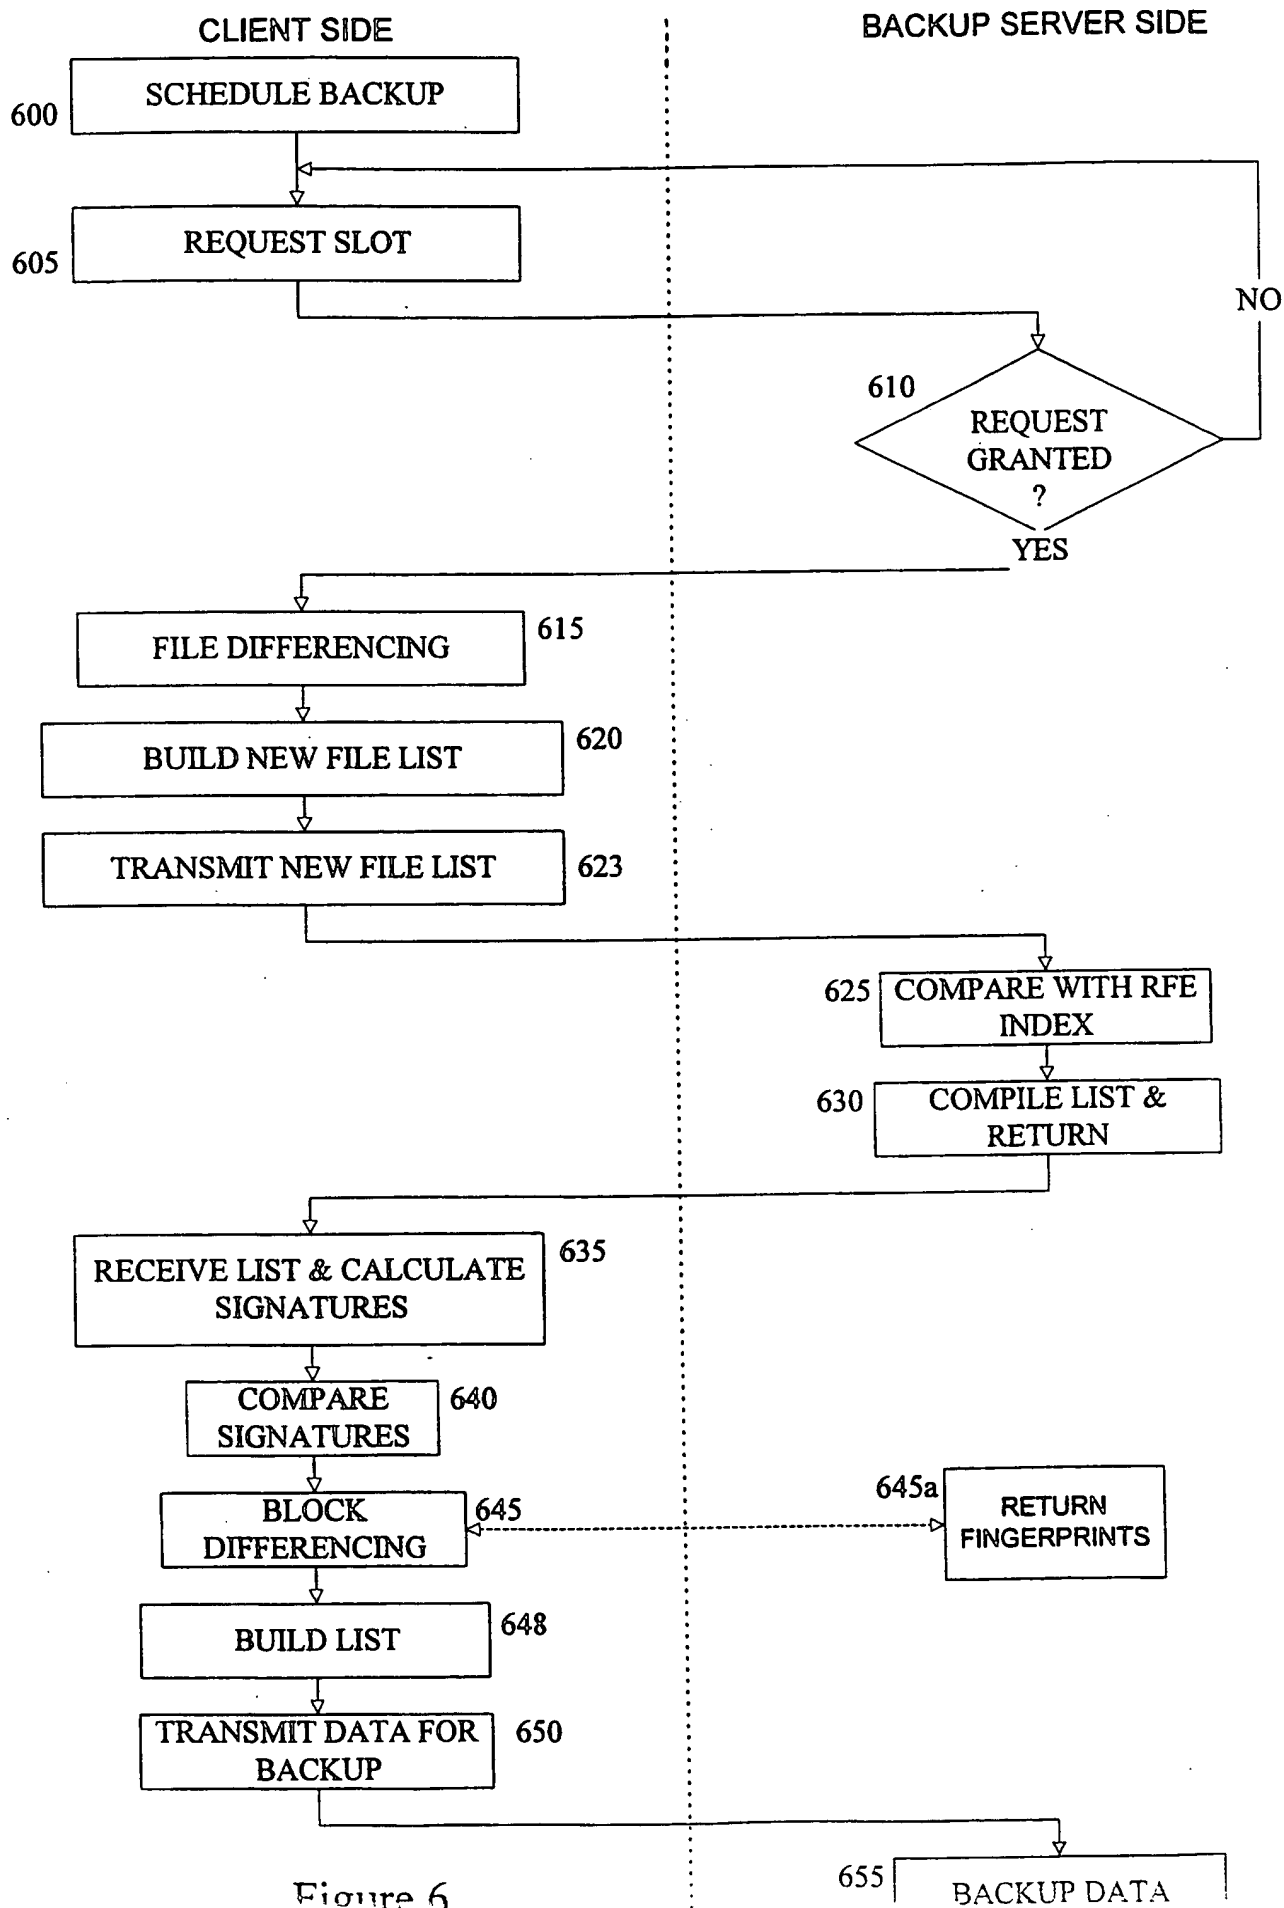 CLIENT SIDE
BACKUP SERVER SIDE
600
SCHEDULE BACKUP
605
REQUEST SLOT
NO
610
REQUEST
GRANTED
?
YES
FILE DIFFERENCING
615
BUILD NEW FILE LIST
620
TRANSMIT NEW FILE LIST
623
625
COMPARE WITH RFE
INDEX
630
COMPILE LIST &
RETURN
RECEIVE LIST & CALCULATE
SIGNATURES
635
COMPARE
SIGNATURES
640
BLOCK
DIFFERENCING
645
645a
RETURN
FINGERPRINTS
BUILD LIST
648
TRANSMIT DATA FOR
BACKUP
650
655
BACKUP DATA
Figure 6